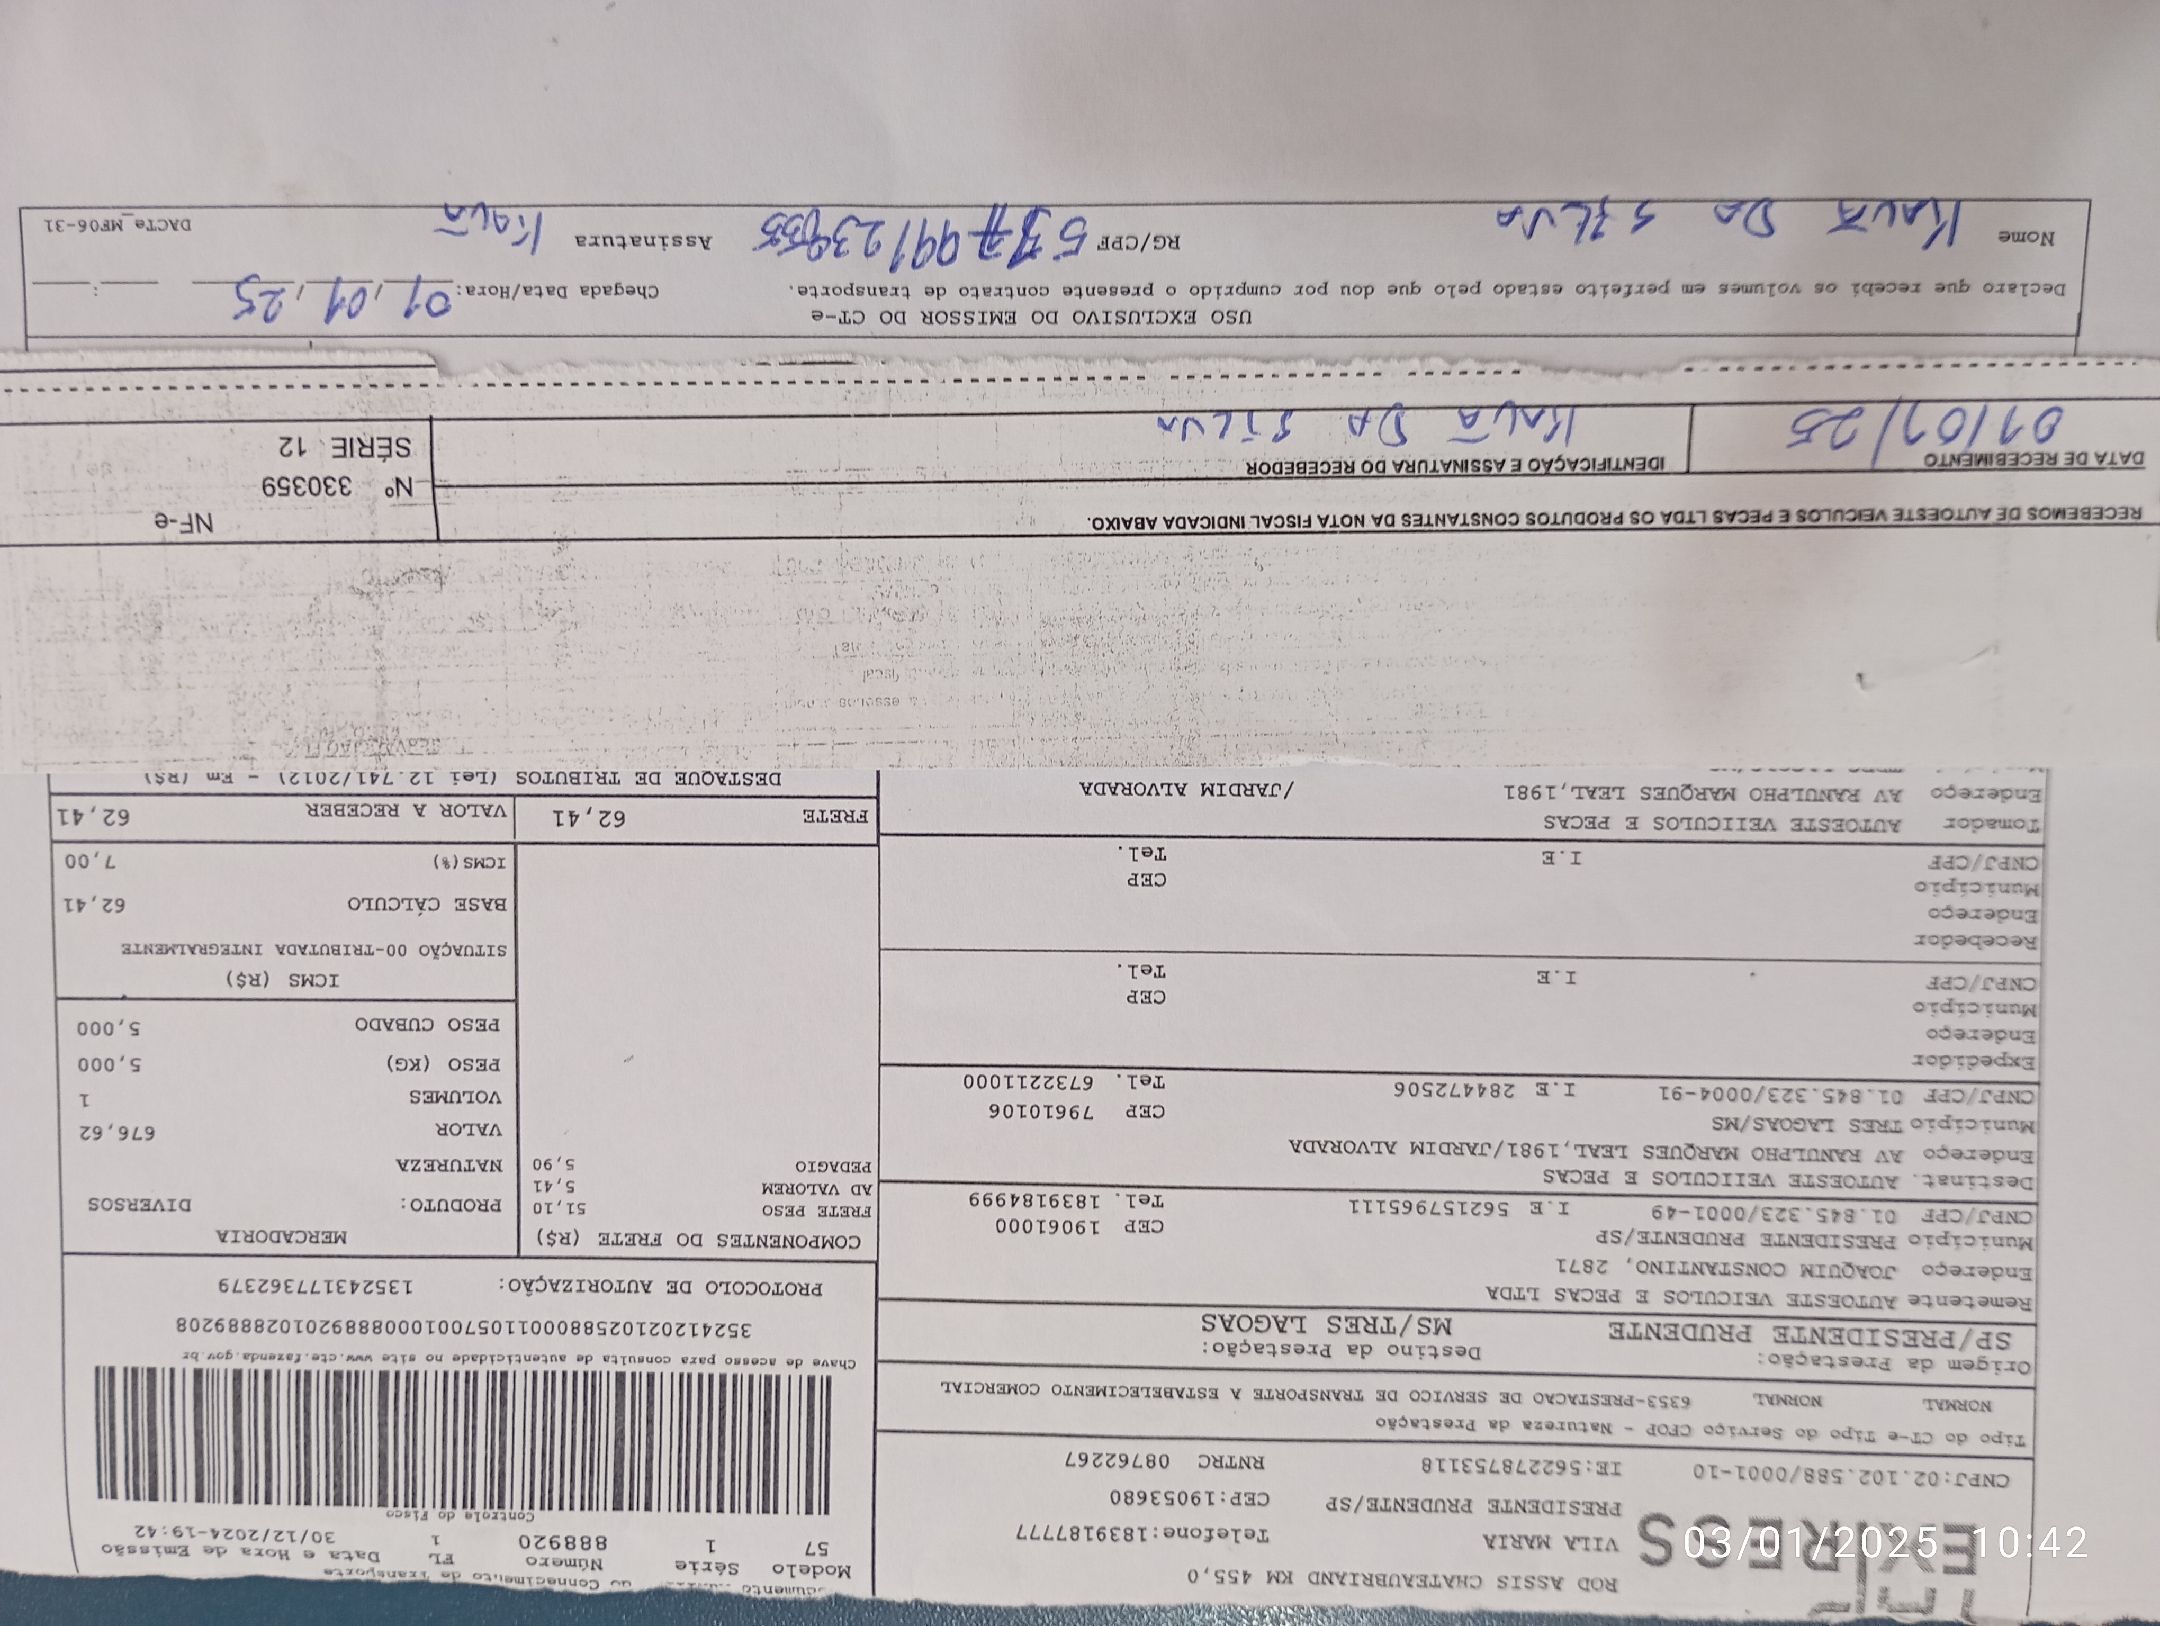 EXPRESS
ROD ASSIS CHATEAUBRIAND KM 455,0
VILA MARIA Telefone:1839187777
PRESIDENTE PRUDENTE/SP CEP:19053680
CNPJ:02.102.588/0001-10 IE:562278753118 RNTRC 08762267
Tipo do CT-e Tipo do Serviço CFOP - Natureza da Prestação
NORMAL NORMAL 6353-PRESTACAO DE SERVICO DE TRANSPORTE A ESTABELECIMENTO COMERCIAL
Origem da Prestação: Destino da Prestação:
SP/PRESIDENTE PRUDENTE MS/TRES LAGOAS
Remetente AUTOESTE VEICULOS E PECAS LTDA
Endereço JOAQUIM CONSTANTINO, 2871
Município PRESIDENTE PRUDENTE/SP CEP 19061000
CNPJ/CPF 01.845.323/0001-49 I.E 562157965111 Tel. 1839184999
Destinat. AUTOESTE VEIICULOS E PECAS
Endereço AV RANULPHO MARQUES LEAL,1981/JARDIM ALVORADA
Município TRES LAGOAS/MS CEP 79610106
CNPJ/CPF 01.845.323/0004-91 I.E 284472506 Tel. 6732211000
Expedidor
Endereço
Município CEP
CNPJ/CPF I.E Tel.
Recebedor
Endereço
Município CEP
CNPJ/CPF I.E Tel.
Tomador AUTOESTE VEIICULOS E PECAS
Endereço AV RANULPHO MARQUES LEAL,1981 /JARDIM ALVORADA
do Conhecimento de Transporte
Modelo Série Número FL Data e Hora de Emissão
57 1 888920 1 30/12/2024-19:42
Controle do Fisco
Chave de acesso para consulta de autenticidade no site www.cte.fazenda.gov.br
35241202102588000110570010008889201028889208
PROTOCOLO DE AUTORIZAÇÃO: 135243177362379
COMPONENTES DO FRETE (R$)
FRETE PESO 51,10
AD VALOREM 5,41
PEDAGIO 5,90
MERCADORIA
PRODUTO: DIVERSOS
NATUREZA
VALOR 676,62
VOLUMES 1
PESO (KG) 5,000
PESO CUBADO 5,000
ICMS (R$)
SITUAÇÃO 00-TRIBUTADA INTEGRALMENTE
BASE CÁLCULO 62,41
ICMS(%) 7,00
FRETE 62,41 VALOR A RECEBER 62,41
DESTAQUE DE TRIBUTOS (Lei 12.741/2012) - Em (R$)
RECEBEMOS DE AUTOESTE VEICULOS E PECAS LTDA OS PRODUTOS CONSTANTES DA NOTA FISCAL INDICADA ABAIXO.
NF-e
Nº 330359
SÉRIE 12
DATA DE RECEBIMENTO IDENTIFICAÇÃO E ASSINATURA DO RECEBEDOR
01/01/25 KAUÃ DA SILVA
USO EXCLUSIVO DO EMISSOR DO CT-e
Declaro que recebi os volumes em perfeito estado pelo que dou por cumprido o presente contrato de transporte. Chegada Data/Hora: 01/01/25 :
Nome KAUÃ DA SILVA RG/CPF Assinatura KAUÃ
DACTe_MF06-31
03/01/2025 10:42